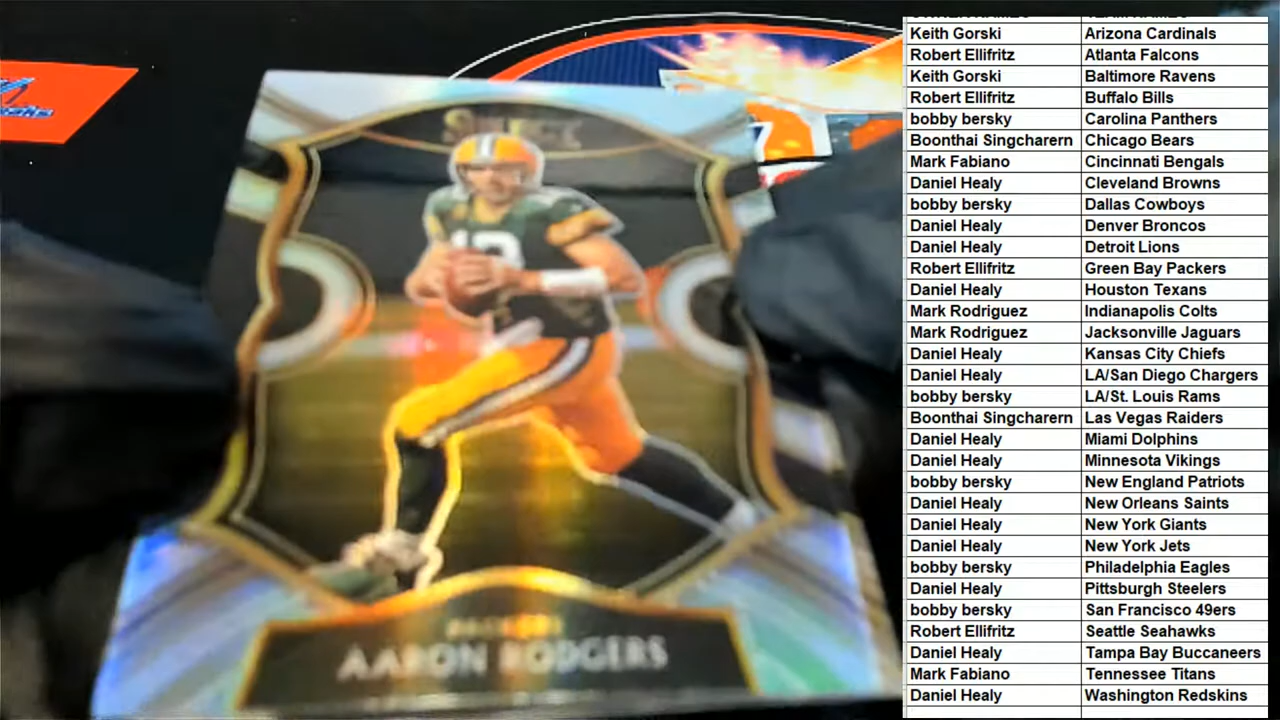 SELECT
12
PACKERS
AARON RODGERS
Keith Gorski Arizona Cardinals
Robert Ellifritz Atlanta Falcons
Keith Gorski Baltimore Ravens
Robert Ellifritz Buffalo Bills
bobby bersky Carolina Panthers
Boonthai Singcharern Chicago Bears
Mark Fabiano Cincinnati Bengals
Daniel Healy Cleveland Browns
bobby bersky Dallas Cowboys
Daniel Healy Denver Broncos
Daniel Healy Detroit Lions
Robert Ellifritz Green Bay Packers
Daniel Healy Houston Texans
Mark Rodriguez Indianapolis Colts
Mark Rodriguez Jacksonville Jaguars
Daniel Healy Kansas City Chiefs
Daniel Healy LA/San Diego Chargers
bobby bersky LA/St. Louis Rams
Boonthai Singcharern Las Vegas Raiders
Daniel Healy Miami Dolphins
Daniel Healy Minnesota Vikings
bobby bersky New England Patriots
Daniel Healy New Orleans Saints
Daniel Healy New York Giants
Daniel Healy New York Jets
bobby bersky Philadelphia Eagles
Daniel Healy Pittsburgh Steelers
bobby bersky San Francisco 49ers
Robert Ellifritz Seattle Seahawks
Daniel Healy Tampa Bay Buccaneers
Mark Fabiano Tennessee Titans
Daniel Healy Washington Redskins